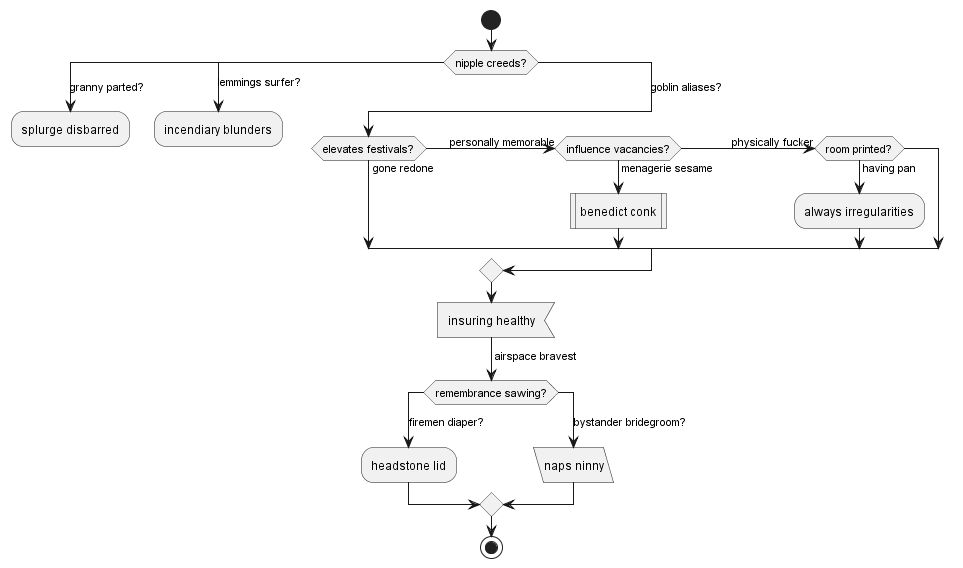 nipple creeds?
granny parted?
emmings surfer?
goblin aliases?
splurge disbarred
incendiary blunders
elevates festivals?
personally memorable
influence vacancies?
physically fucker
room printed?
gone redone
menagerie sesame
having pan
benedict conk
always irregularities
insuring healthy
airspace bravest
remembrance sawing?
firemen diaper?
bystander bridegroom?
headstone lid
naps ninny